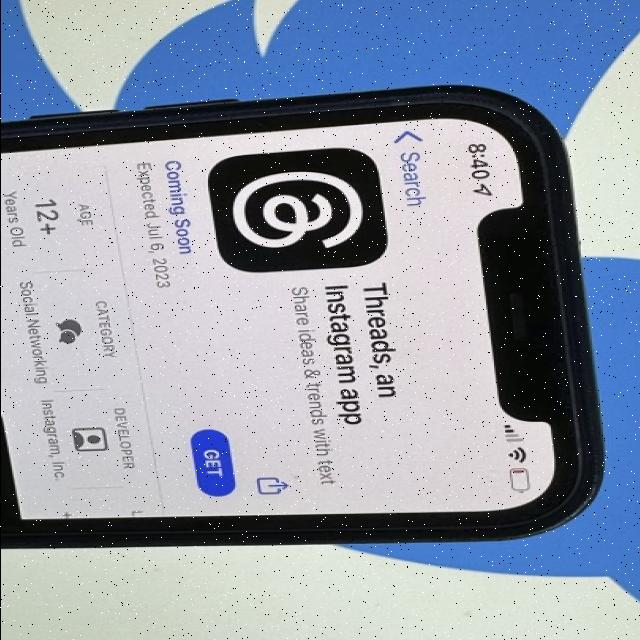 8:40
Search
Threads, an
Instagram app
Share ideas & trends with text
GET
Coming Soon
Expected Jul 6, 2023
AGE
12+
Years Old
CATEGORY
Social Networking
DEVELOPER
Instagram, Inc.